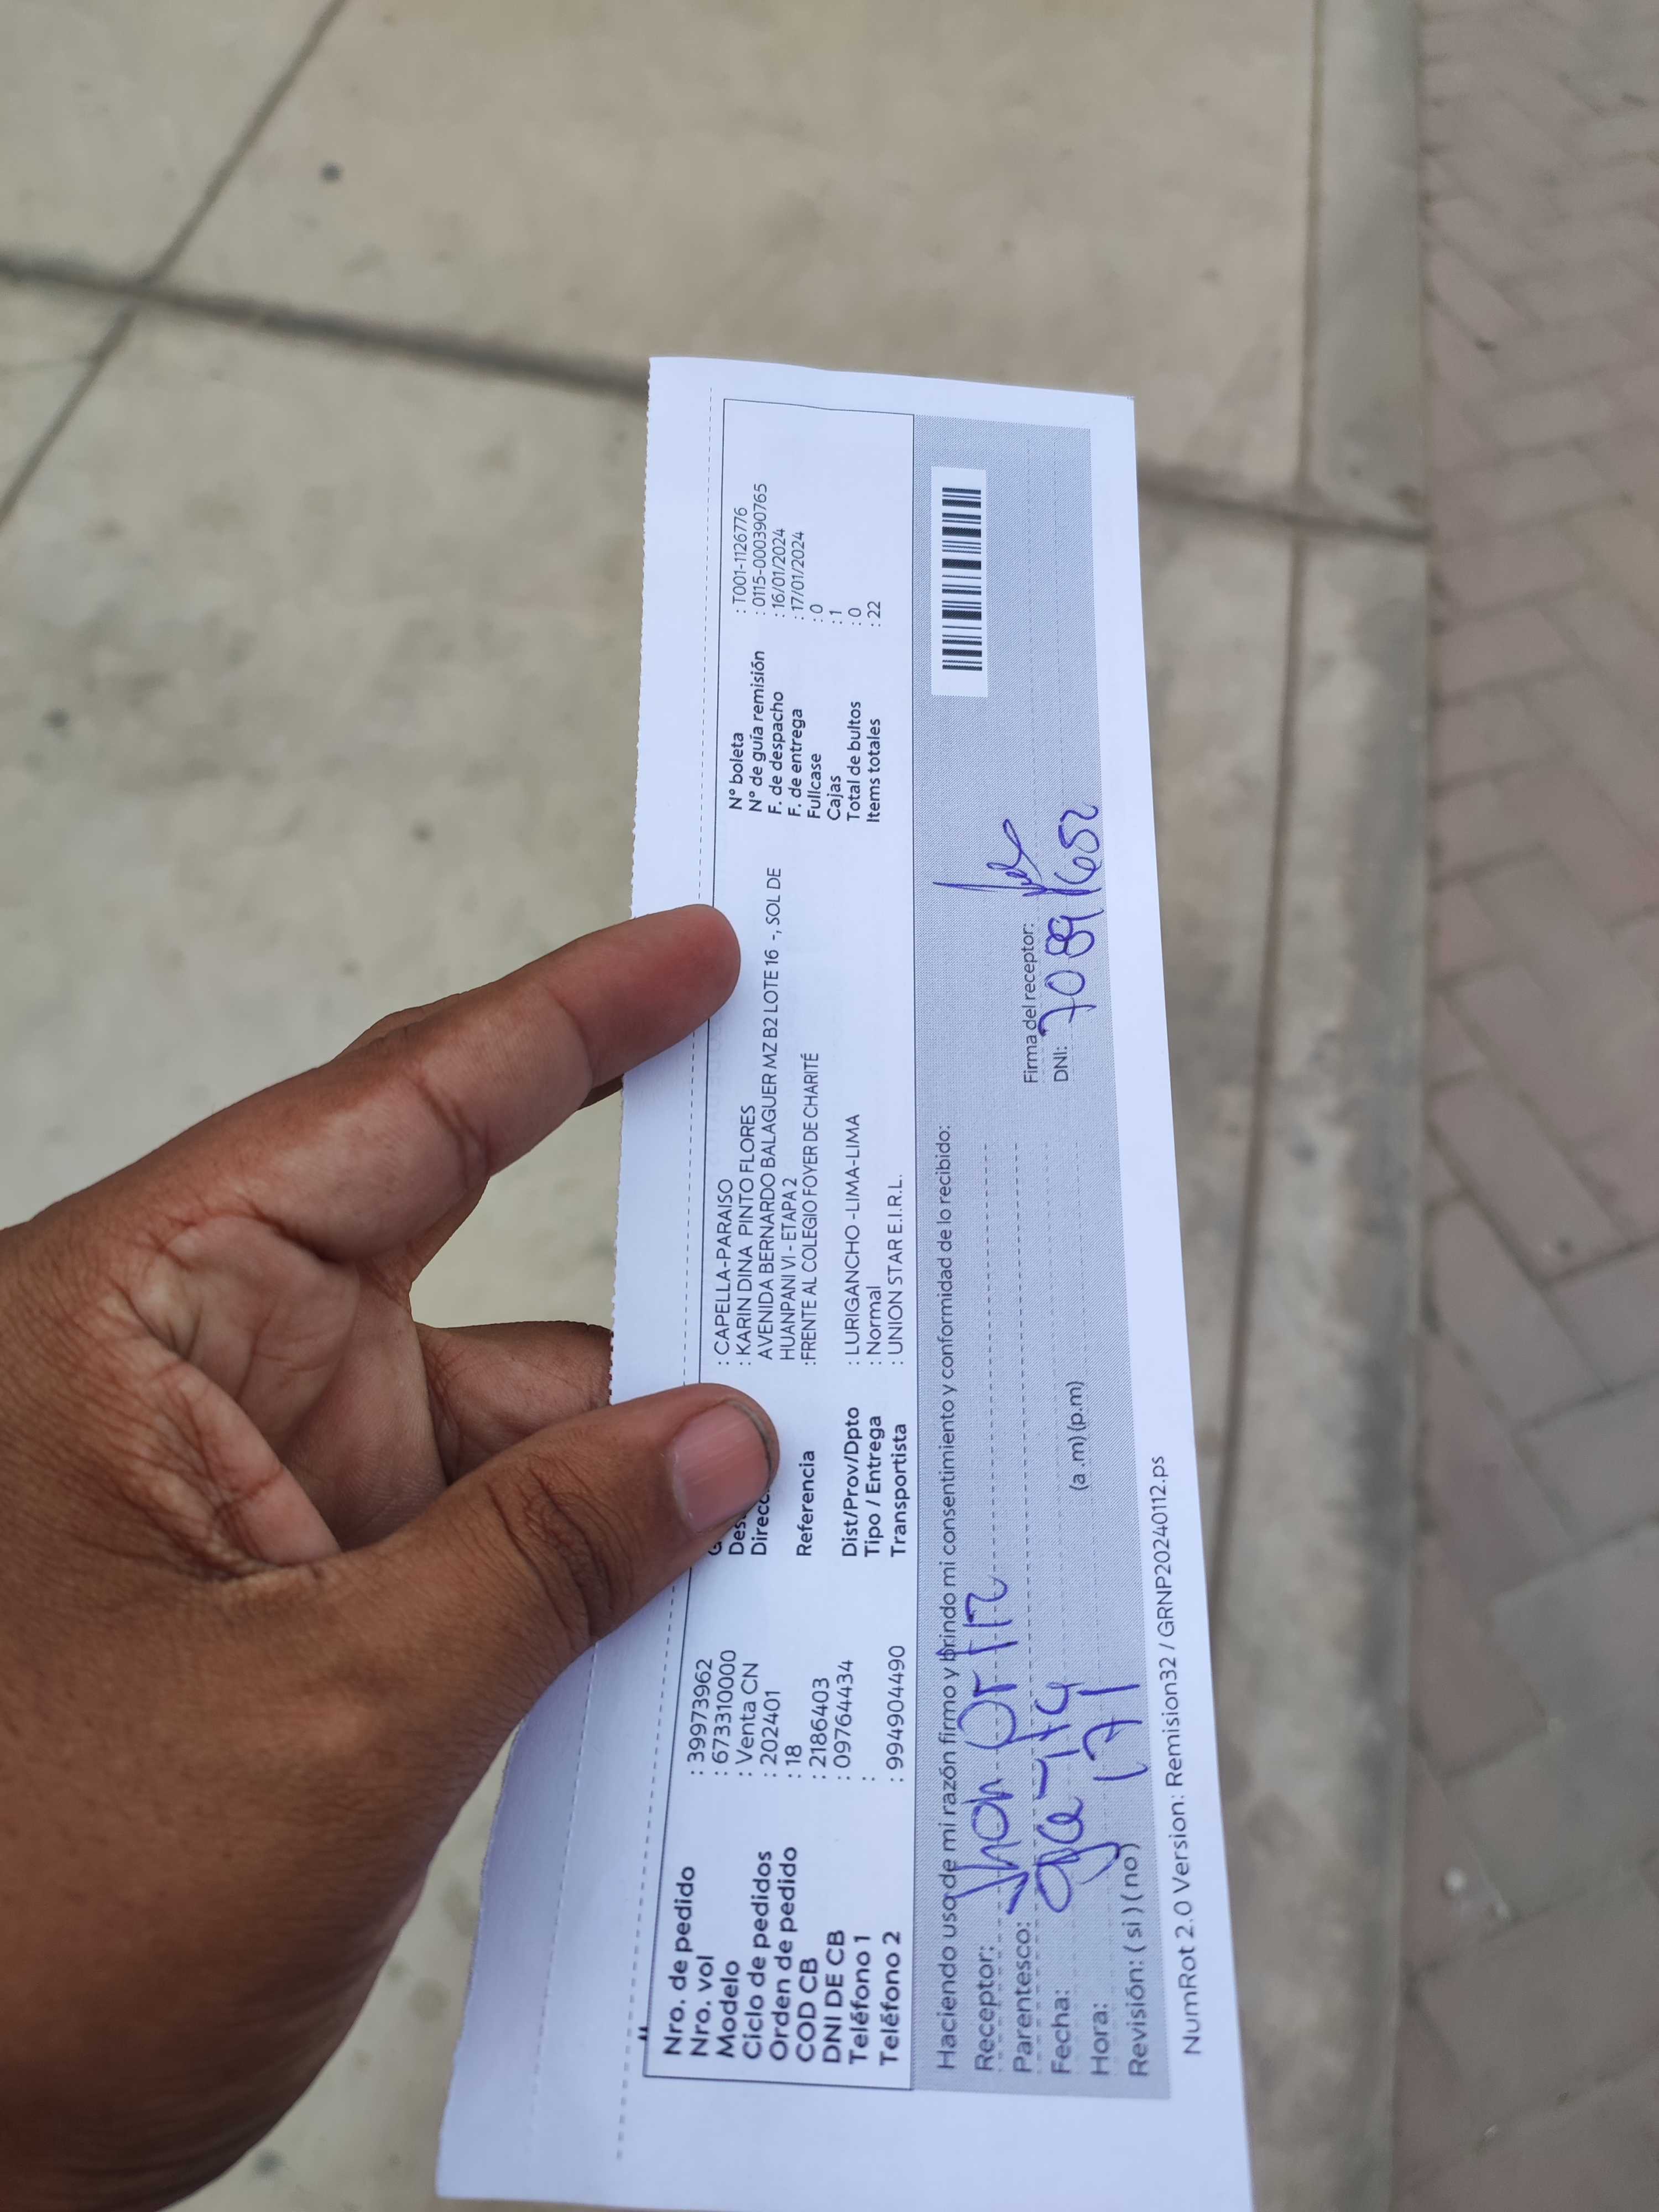 Nro. de pedido : 39973962
Nro. vol : 673310000
Modelo : Venta CN
Ciclo de pedidos : 202401
Orden de pedido : 18
COD CB : 2186403
DNI DE CB : 09764434
Teléfono 1 :
Teléfono 2 : 994904490
: CAPELLA-PARAISO
: KARIN DINA PINTO FLORES
AVENIDA BERNARDO BALAGUER MZ B2 LOTE 16 -, SOL DE
HUANPANI VI - ETAPA 2
Referencia :FRENTE AL COLEGIO FOYER DE CHARITÉ
Dist/Prov/Dpto : LURIGANCHO -LIMA-LIMA
Tipo / Entrega : Normal
Transportista : UNION STAR E.I.R.L.
N° boleta : T001-1126776
N° de guía remisión : 0115-000390765
F. de despacho : 16/01/2024
F. de entrega : 17/01/2024
Fullcase : 0
Cajas : 1
Total de bultos : 0
Items totales : 22
Haciendo uso de mi razón firmo y brindo mi consentimiento y conformidad de lo recibido:
Receptor: Jhon Ortiz
Parentesco:
Fecha:
Hora: (a .m) (p.m)
Revisión: ( si ) ( no )
Firma del receptor:
DNI: 70891652
NumRot 2.0 Version: Remision32 / GRNP20240112.ps